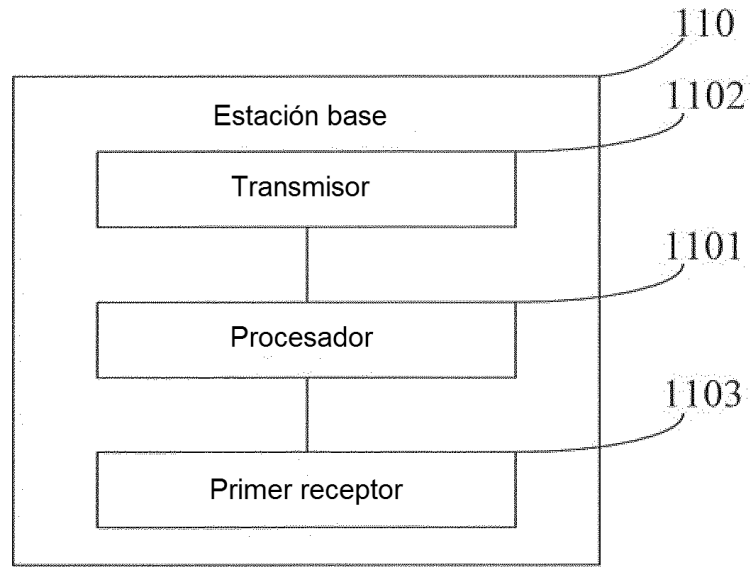 110
Estación base
1102
Transmisor
1101
Procesador
1103
Primer receptor